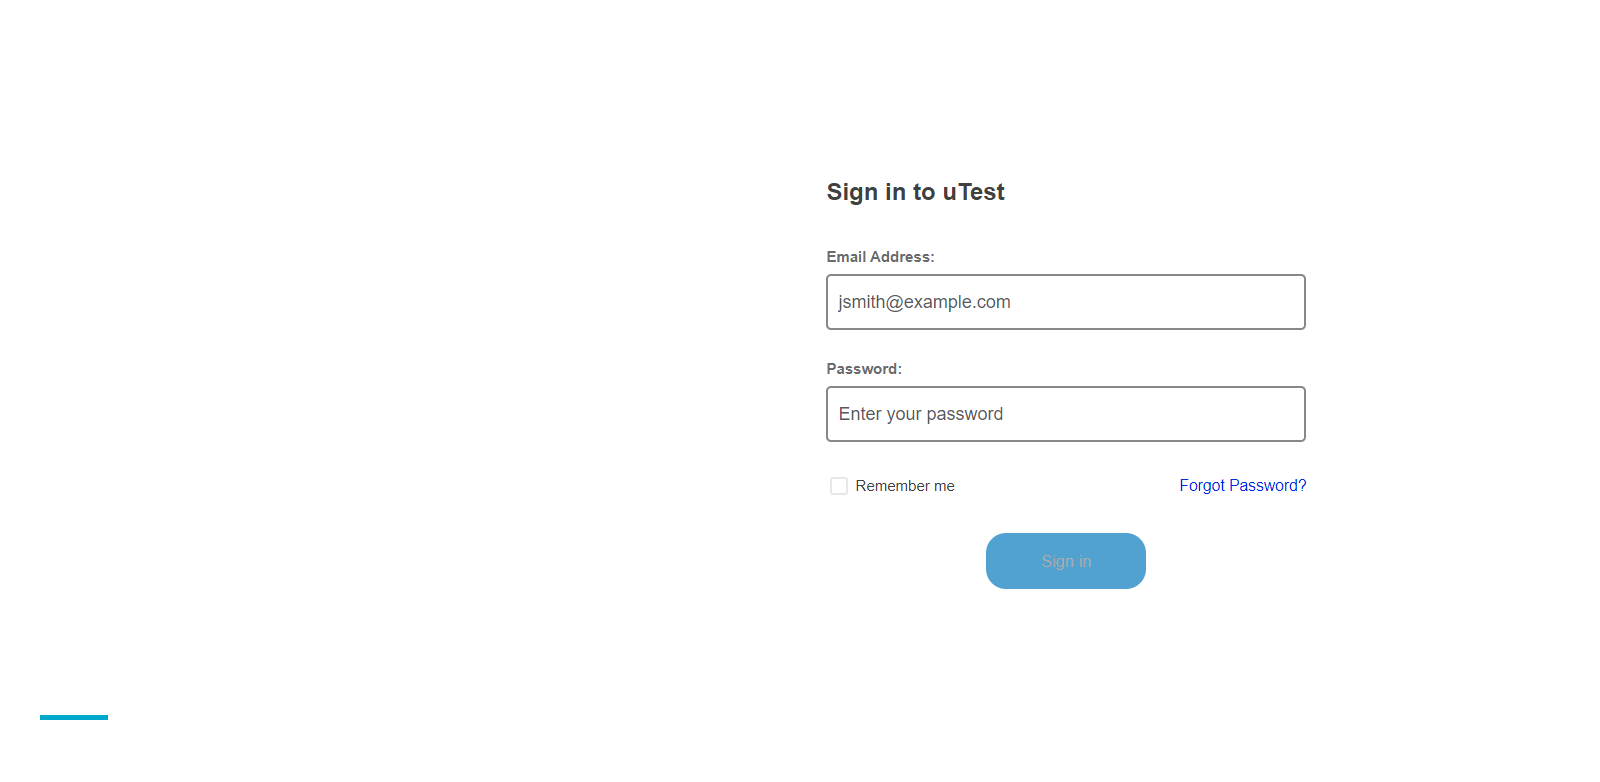 Sign in to uTest
Email Address:
jsmith@example.com
Password:
Enter your password
Remember me
Forgot Password?
Sign in